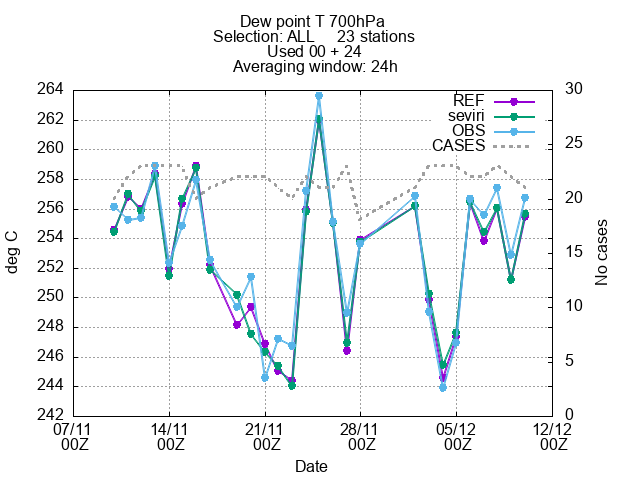 Dew point T 700hPa
Selection: ALL 23 stations
Used 00 + 24
Averaging window: 24h
264
262
260
258
256
254
252
250
248
246
244
242
deg C
30
25
20
15
10
5
0
No cases
REF
seviri
OBS
CASES
07/11 14/11 21/11 28/11 05/12 12/12
00Z 00Z 00Z 00Z 00Z 00Z
Date